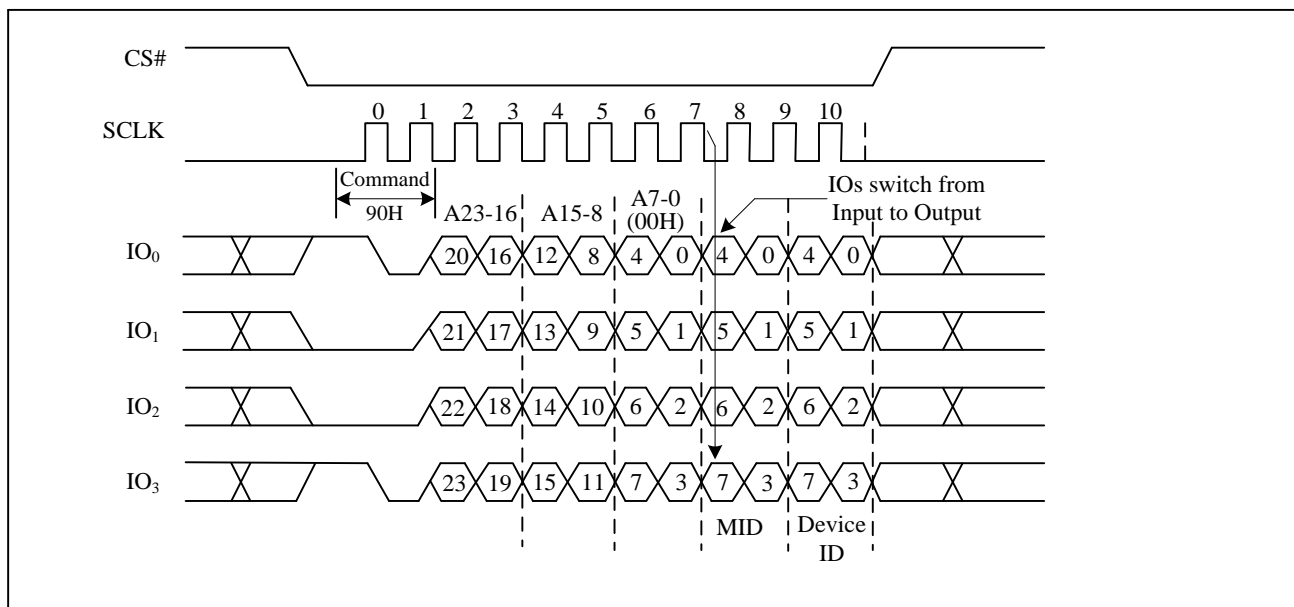 CS#
0 1 2 3 4 5 6 7 8 9 10
SCLK
Command
90H
IOs switch from
Input to Output
A23-16 A15-8 A7-0
(00H)
IO0 20 16 12 8 4 0 4 0 4 0
IO1 21 17 13 9 5 1 5 1 5 1
IO2 22 18 14 10 6 2 6 2 6 2
IO3 23 19 15 11 7 3 7 3 7 3
MID Device
ID